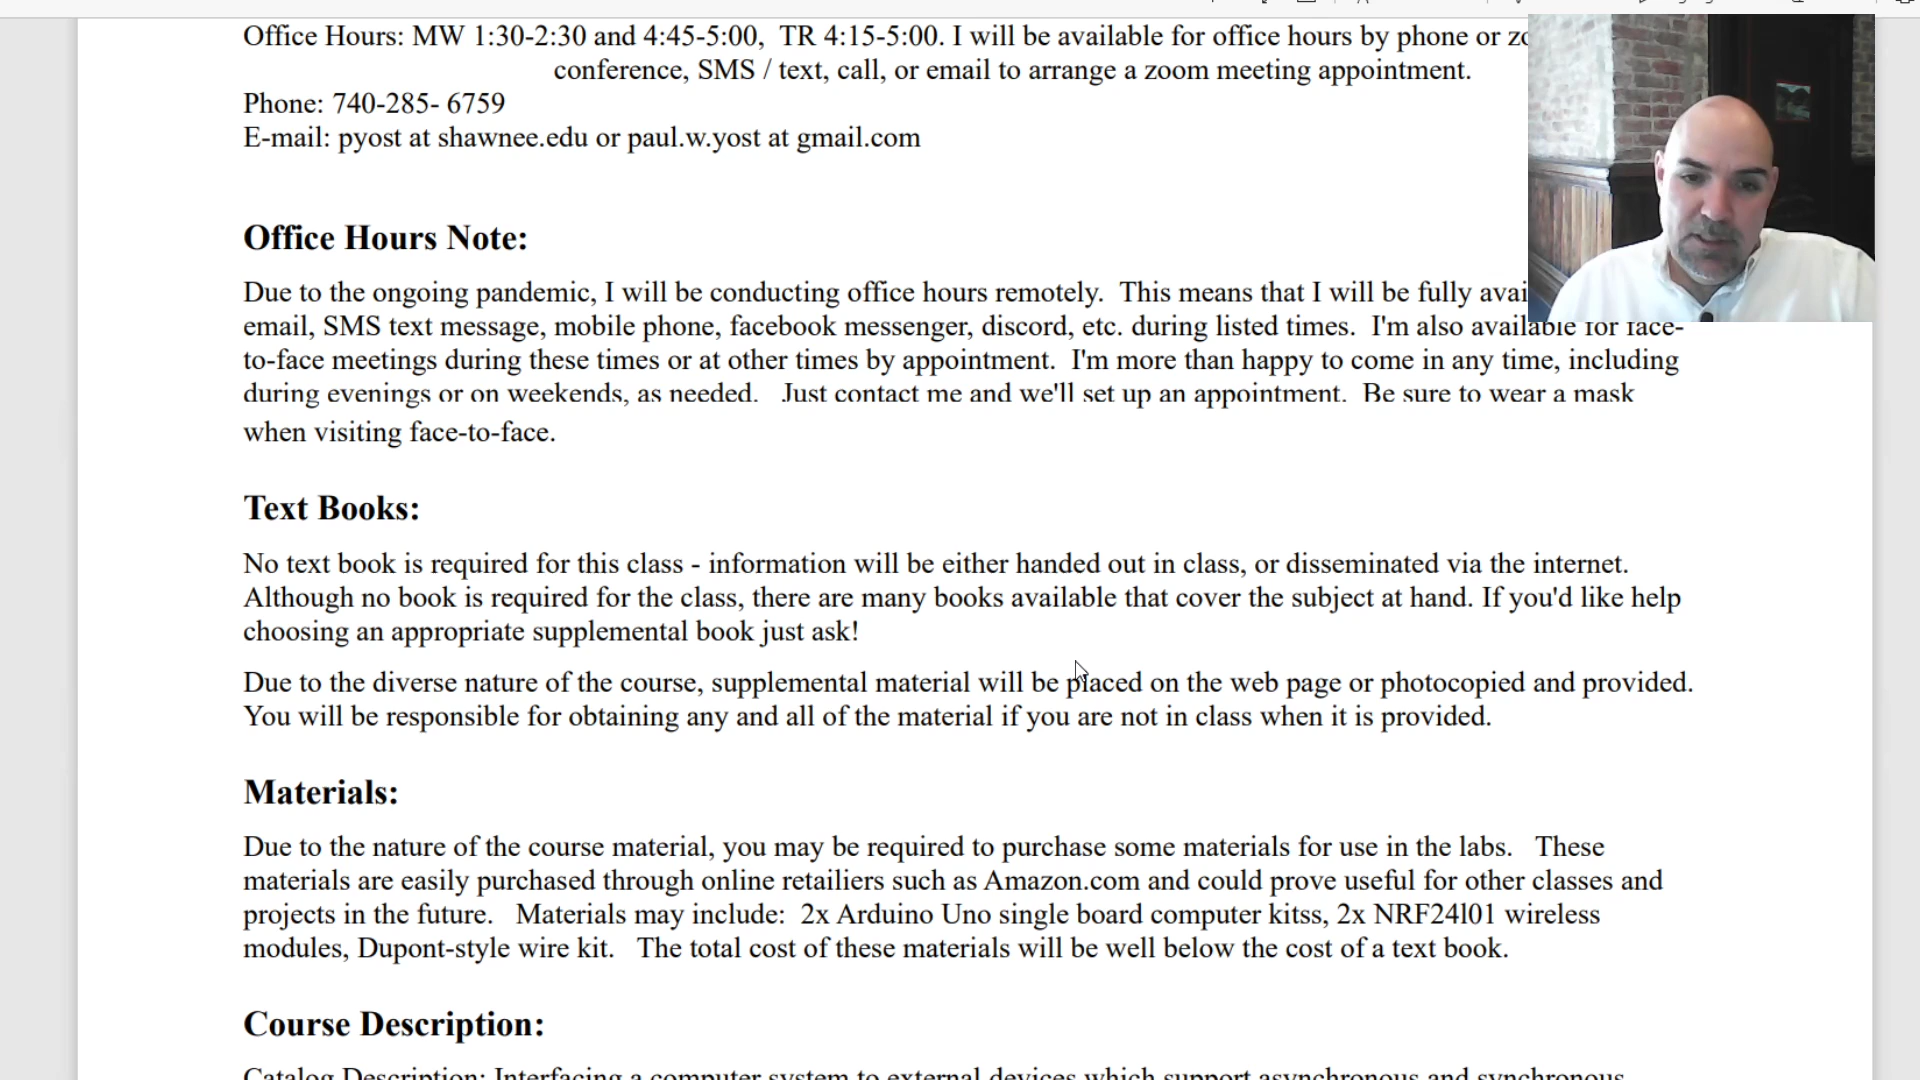 Office Hours: MW 1:30-2:30 and 4:45-5:00,  TR 4:15-5:00. I will be available for office hours by phone or
conference, SMS / text, call, or email to arrange a zoom meeting appointment.
Phone: 740-285- 6759
E-mail: pyost at shawnee.edu or paul.w.yost at gmail.com
Office Hours Note:
Due to the ongoing pandemic, I will be conducting office hours remotely.  This means that I will be fully
email, SMS text message, mobile phone, facebook messenger, discord, etc. during listed times.  I'm also available for face-
to-face meetings during these times or at other times by appointment.  I'm more than happy to come in any time, including
during evenings or on weekends, as needed.   Just contact me and we'll set up an appointment.  Be sure to wear a mask
when visiting face-to-face.
Text Books:
No text book is required for this class - information will be either handed out in class, or disseminated via the internet.
Although no book is required for the class, there are many books available that cover the subject at hand. If you'd like help
choosing an appropriate supplemental book just ask!
Due to the diverse nature of the course, supplemental material will be placed on the web page or photocopied and provided.
You will be responsible for obtaining any and all of the material if you are not in class when it is provided.
Materials:
Due to the nature of the course material, you may be required to purchase some materials for use in the labs.   These
materials are easily purchased through online retailiers such as Amazon.com and could prove useful for other classes and
projects in the future.   Materials may include:  2x Arduino Uno single board computer kitss, 2x NRF24l01 wireless
modules, Dupont-style wire kit.   The total cost of these materials will be well below the cost of a text book.
Course Description:
Catalog Description: Interfacing a computer system to external devices which support asynchronous and synchronous